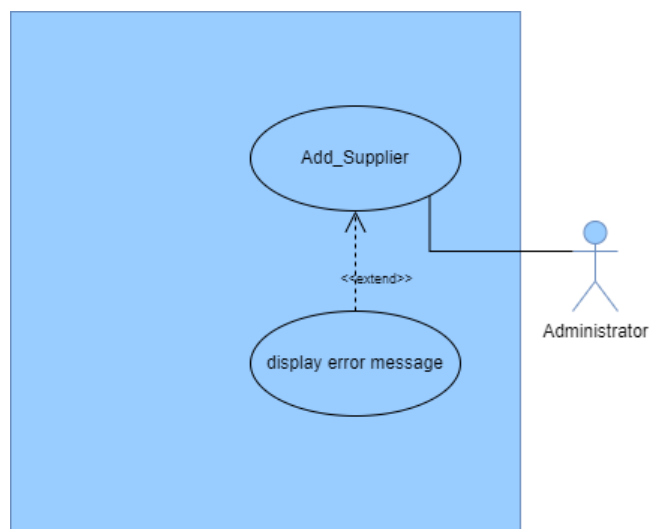 Add_Supplier
<<extend>>
Administrator
display error message